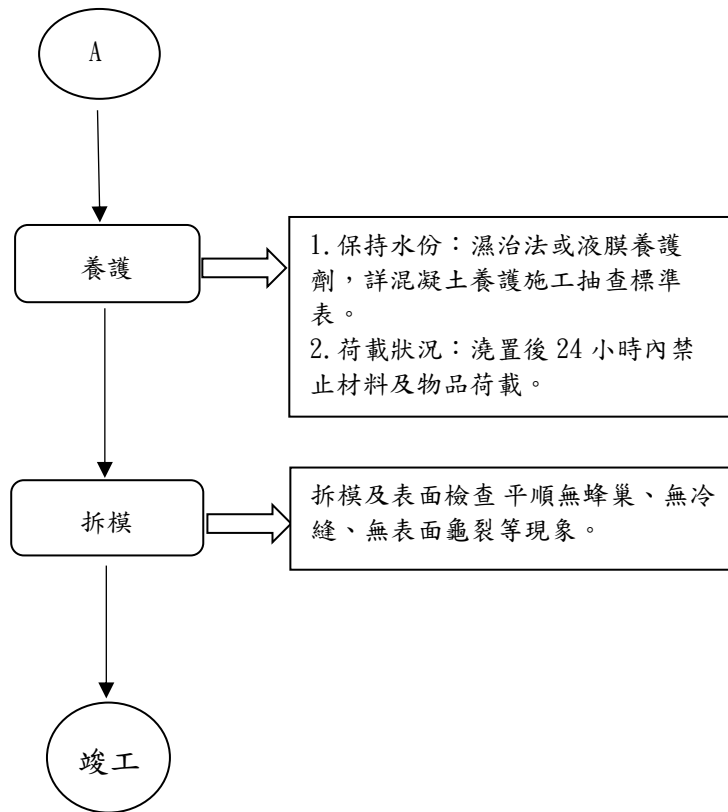 A
養護
1.保持水份：濕治法或液膜養護
劑，詳混凝土養護施工抽查標準
表。
2.荷載狀況：澆置後 24 小時內禁
止材料及物品荷載。
拆模
拆模及表面檢查 平順無蜂巢、無冷
縫、無表面龜裂等現象。
竣工